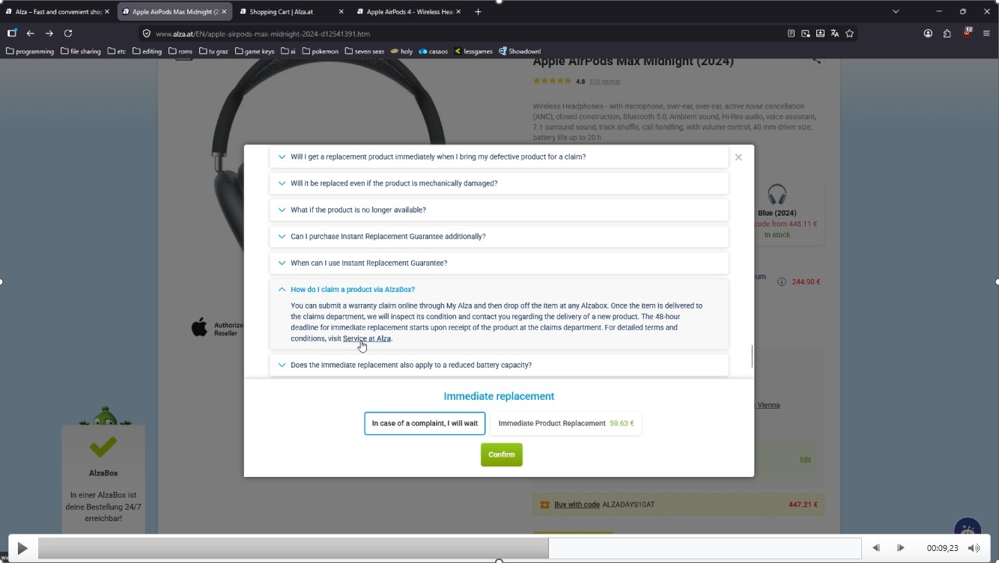 Alza – Fast and convenient shop
Apple AirPods Max Midnight (2
Shopping Cart | Alza.at
Apple AirPods 4 - Wireless Hea
www.alza.at/EN/apple-airpods-max-midnight-2024-d12541391.htm
12
programming
file sharing
etc
editing
roms
tu graz
game keys
ai
pokemon
seven seas
holy
casaos
lessgames
Showdown!
Apple AirPods Max Midnight (2024)
4.8 105 ratings
Wireless Headphones - with microphone, over-ear, over-ear, active noise cancellation
(ANC), closed construction, Bluetooth 5.0, Ambient sound, Hi-Res audio, voice assistant,
7.1 surround sound, track shuffle, call handling, with volume control, 40 mm driver size,
battery life up to 20 h
Will I get a replacement product immediately when I bring my defective product for a claim?
Will it be replaced even if the product is mechanically damaged?
What if the product is no longer available?
Can I purchase Instant Replacement Guarantee additionally?
When can I use Instant Replacement Guarantee?
How do I claim a product via AlzaBox?
You can submit a warranty claim online through My Alza and then drop off the item at any Alzabox. Once the item is delivered to
the claims department, we will inspect its condition and contact you regarding the delivery of a new product. The 48-hour
deadline for immediate replacement starts upon receipt of the product at the claims department. For detailed terms and
conditions, visit Service at Alza.
Does the immediate replacement also apply to a reduced battery capacity?
Immediate replacement
In case of a complaint, I will wait
Immediate Product Replacement 59.63 €
Confirm
Blue (2024)
code from 448.11 €
In stock
um
244.90 €
Vienna
Info
Buy with code ALZADAYS10AT
447.21 €
Authorize
Reseller
AlzaBox
In einer AlzaBox ist
deine Bestellung 24/7
erreichbar!
00:09,23